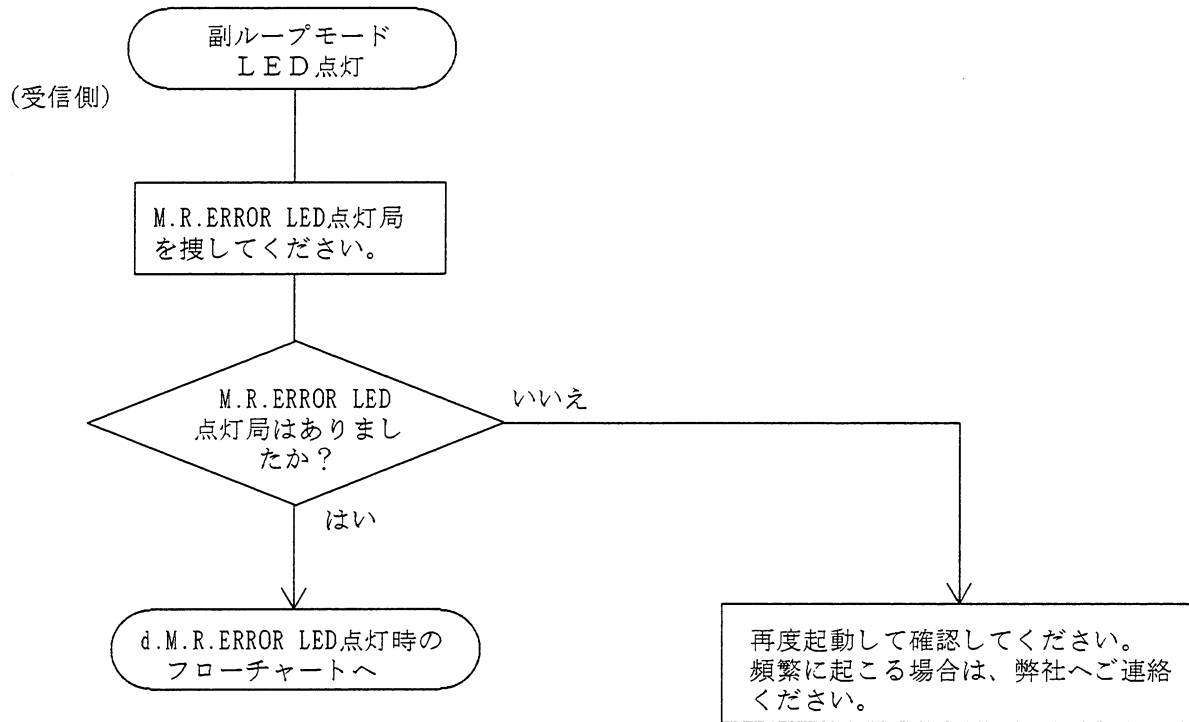 副ループモード
ＬＥＤ点灯
(受信側)
M.R.ERROR LED点灯局
を捜してください。
M.R.ERROR LED
点灯局はありまし
たか？
いいえ
はい
d.M.R.ERROR LED点灯時の
フローチャートへ
再度起動して確認してください。
頻繁に起こる場合は、弊社へご連絡
ください。